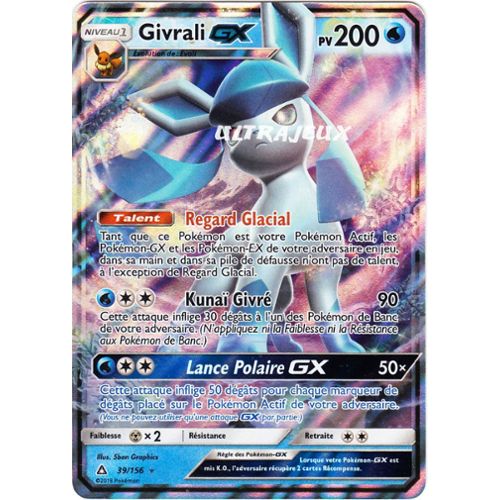 NIVEAU 1
Givrali GX
PV 200
Évolution de : Évoli
ULTRAJEUX
Talent Regard Glacial
Tant que ce Pokémon est votre Pokémon Actif, les
Pokémon-GX et les Pokémon-EX de votre adversaire en jeu,
dans sa main et dans sa pile de défausse n'ont pas de talent,
à l'exception de Regard Glacial.
Kunaï Givré 90
Cette attaque inflige 30 dégâts à l'un des Pokémon de Banc
de votre adversaire. (N'appliquez ni la Faiblesse ni la Résistance
aux Pokémon de Banc.)
Lance Polaire GX 50×
Cette attaque inflige 50 dégâts pour chaque marqueur de
dégâts placé sur le Pokémon Actif de votre adversaire.
(Vous ne pouvez utiliser qu'une attaque GX par partie.)
Faiblesse ×2 Résistance Retraite
Illus. 5ban Graphics
39/156
©2018 Pokémon
Règle des Pokémon-GX
Lorsque votre Pokémon-GX est
mis K.O., l'adversaire récupère 2 cartes Récompense.